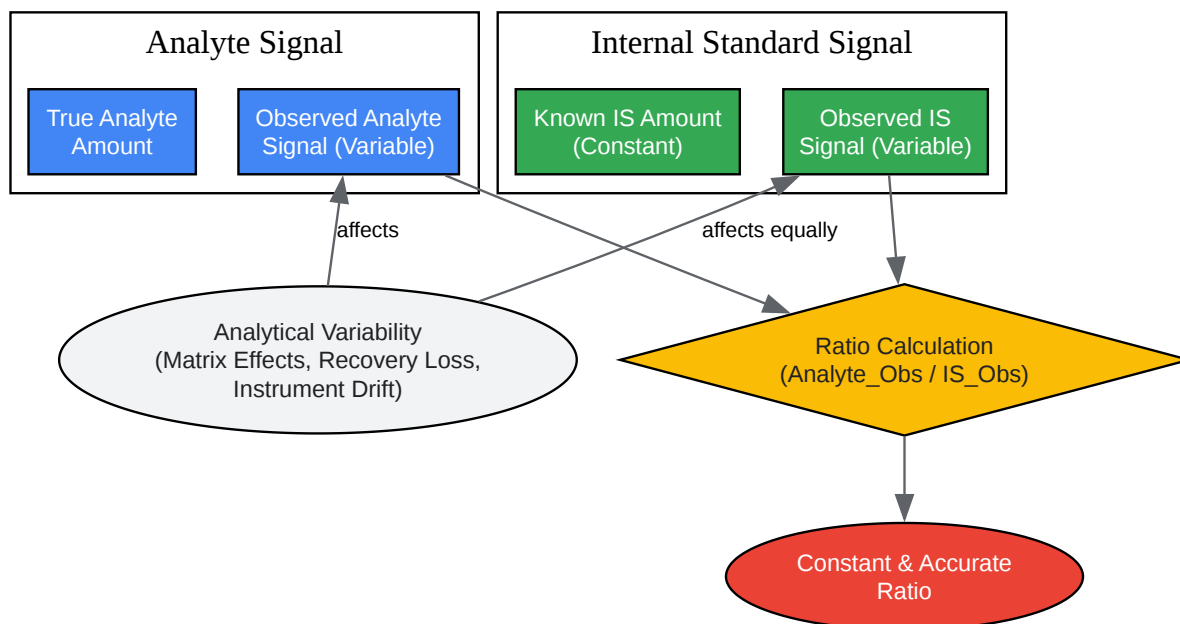 Analyte Signal
Internal Standard Signal
True Analyte
Amount
Observed Analyte
Signal (Variable)
Known IS Amount
(Constant)
Observed IS
Signal (Variable)
affects
affects equally
Analytical Variability
(Matrix Effects, Recovery Loss,
Instrument Drift)
Ratio Calculation
(Analyte_Obs / IS_Obs)
Constant & Accurate
Ratio